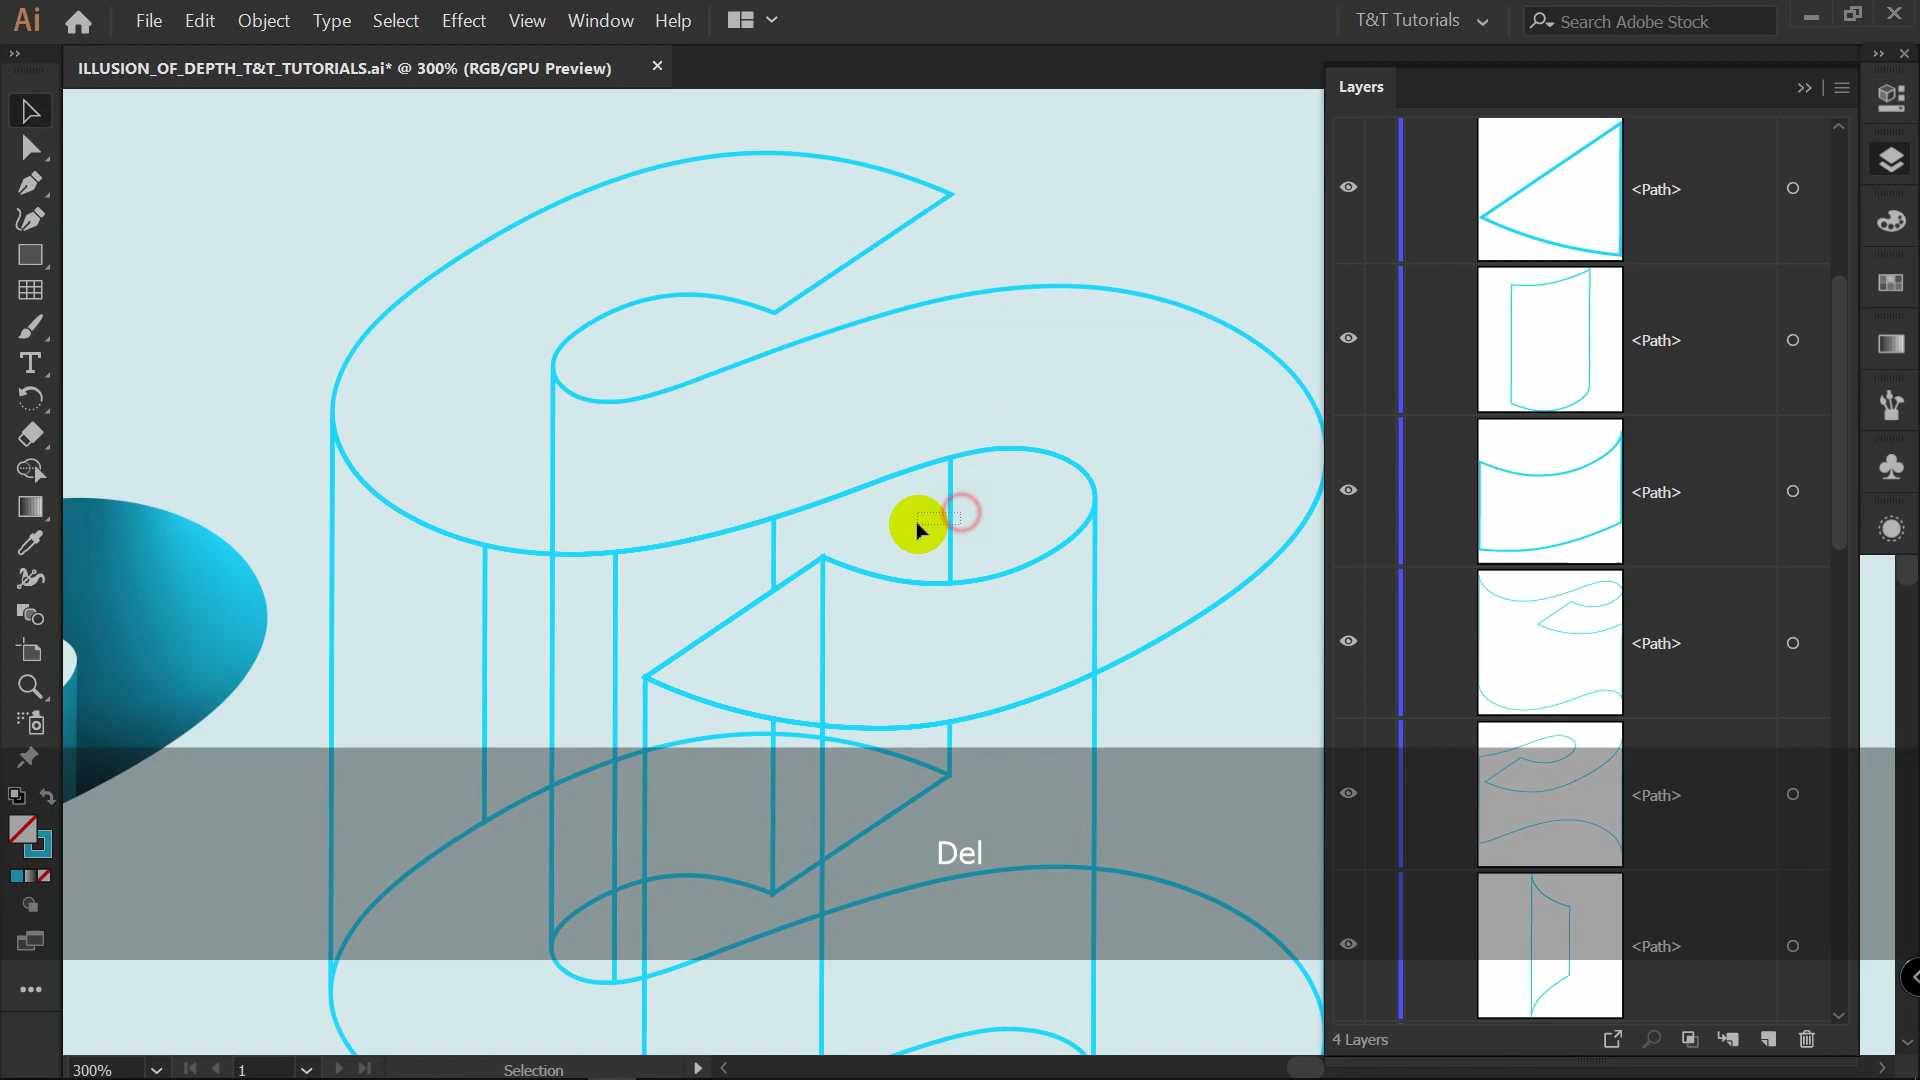 Ai File Edit Object Type Select Effect View Window Help T&T Tutorials Search Adobe Stock
ILLUSION_OF_DEPTH_T&T_TUTORIALS.ai* @ 300% (RGB/GPU Preview)
Layers
<Path>
<Path>
<Path>
<Path>
<Path>
Del
<Path>
4 Layers
300% 1 Selection